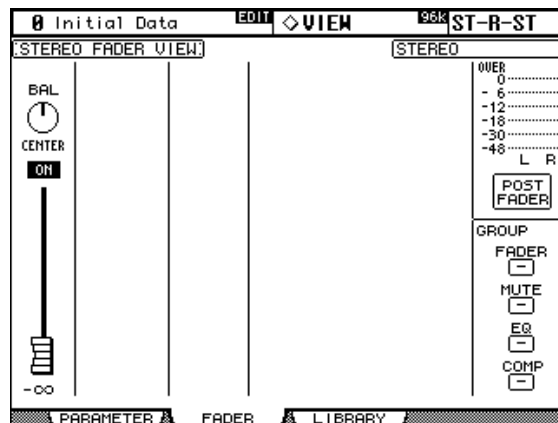 0 Initial Data EDIT ◇VIEW 96K ST-R-ST
STEREO FADER VIEW
STEREO
BAL
CENTER
ON
-∞
OVER
0
- 6
-12
-18
-30
-48
L R
POST
FADER
GROUP
FADER
-
MUTE
-
EQ
-
COMP
-
PARAMETER FADER LIBRARY